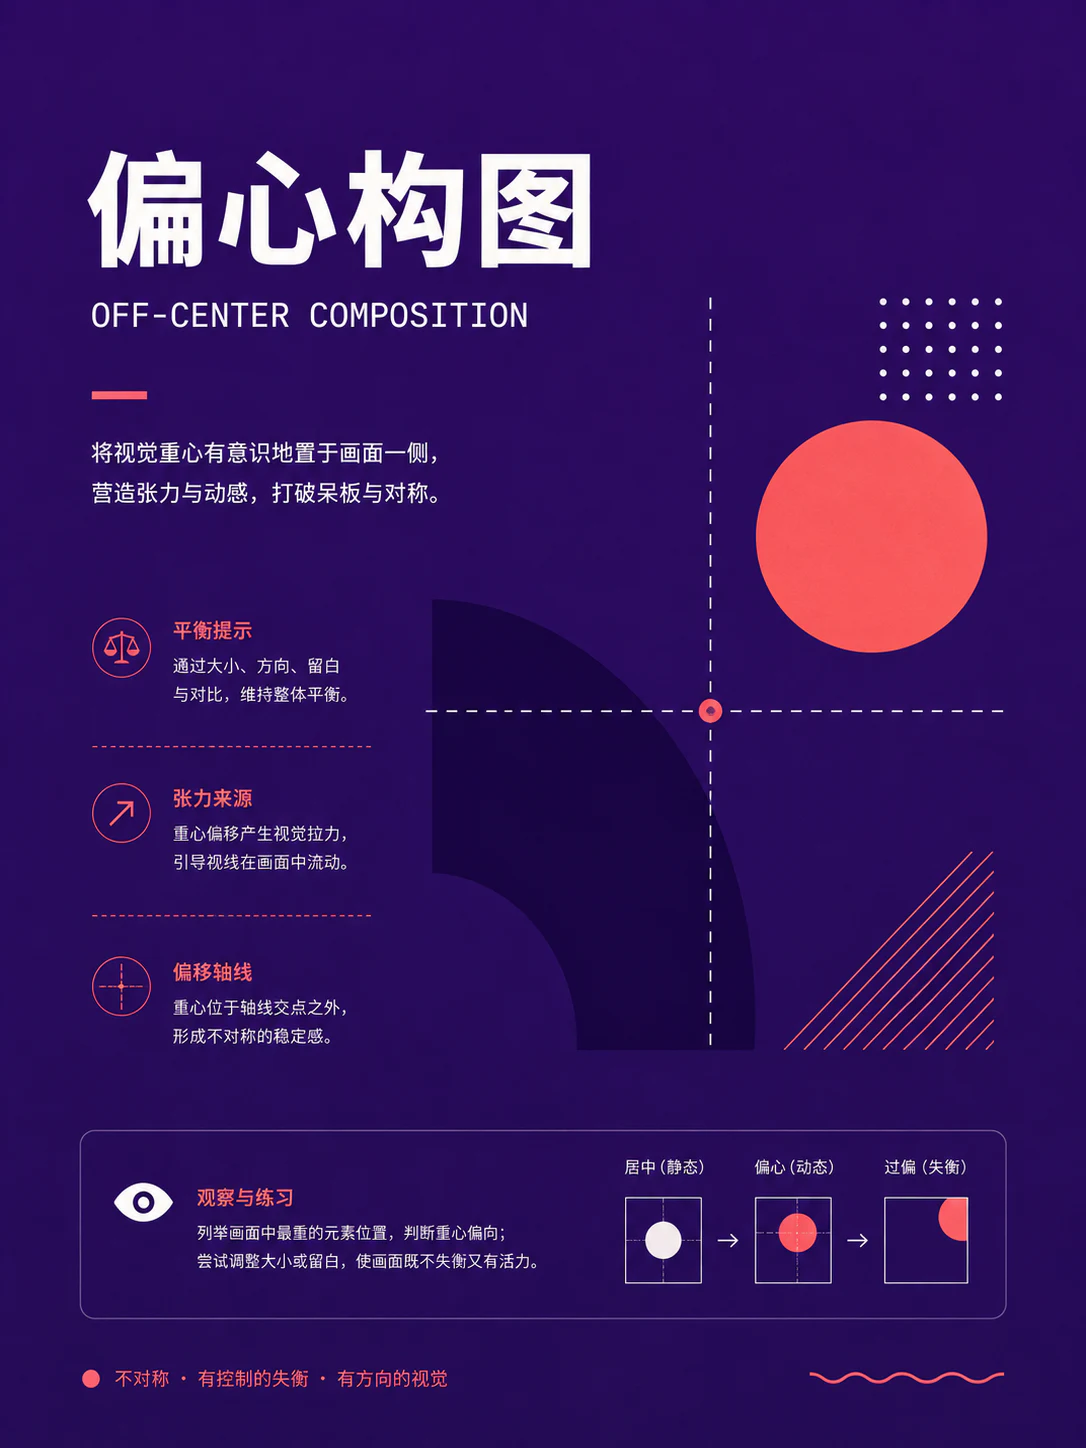 偏心构图
OFF-CENTER COMPOSITION
将视觉重心有意识地置于画面一侧，
营造张力与动感，打破呆板与对称。
平衡提示
通过大小、方向、留白
与对比，维持整体平衡。
张力来源
重心偏移产生视觉拉力，
引导视线在画面中流动。
偏移轴线
重心位于轴线交点之外，
形成不对称的稳定感。
观察与练习
列举画面中最重的元素位置，判断重心偏向；
尝试调整大小或留白，使画面既不失衡又有活力。
居中（静态）
偏心（动态）
过偏（失衡）
不对称 · 有控制的失衡 · 有方向的视觉